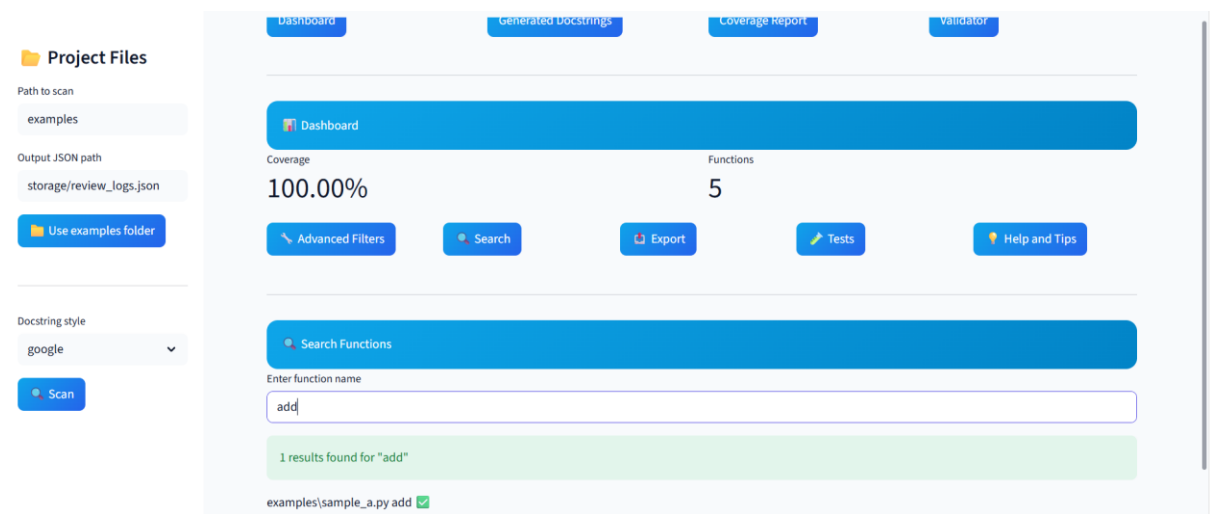 Dashboard
Generated Docstrings
Coverage Report
Validator
Project Files
Path to scan
examples
Output JSON path
storage/review_logs.json
Use examples folder
Docstring style
google
Scan
Dashboard
Coverage
Functions
100.00%
5
Advanced Filters
Search
Export
Tests
Help and Tips
Search Functions
Enter function name
add
1 results found for "add"
examples\sample_a.py add ✅